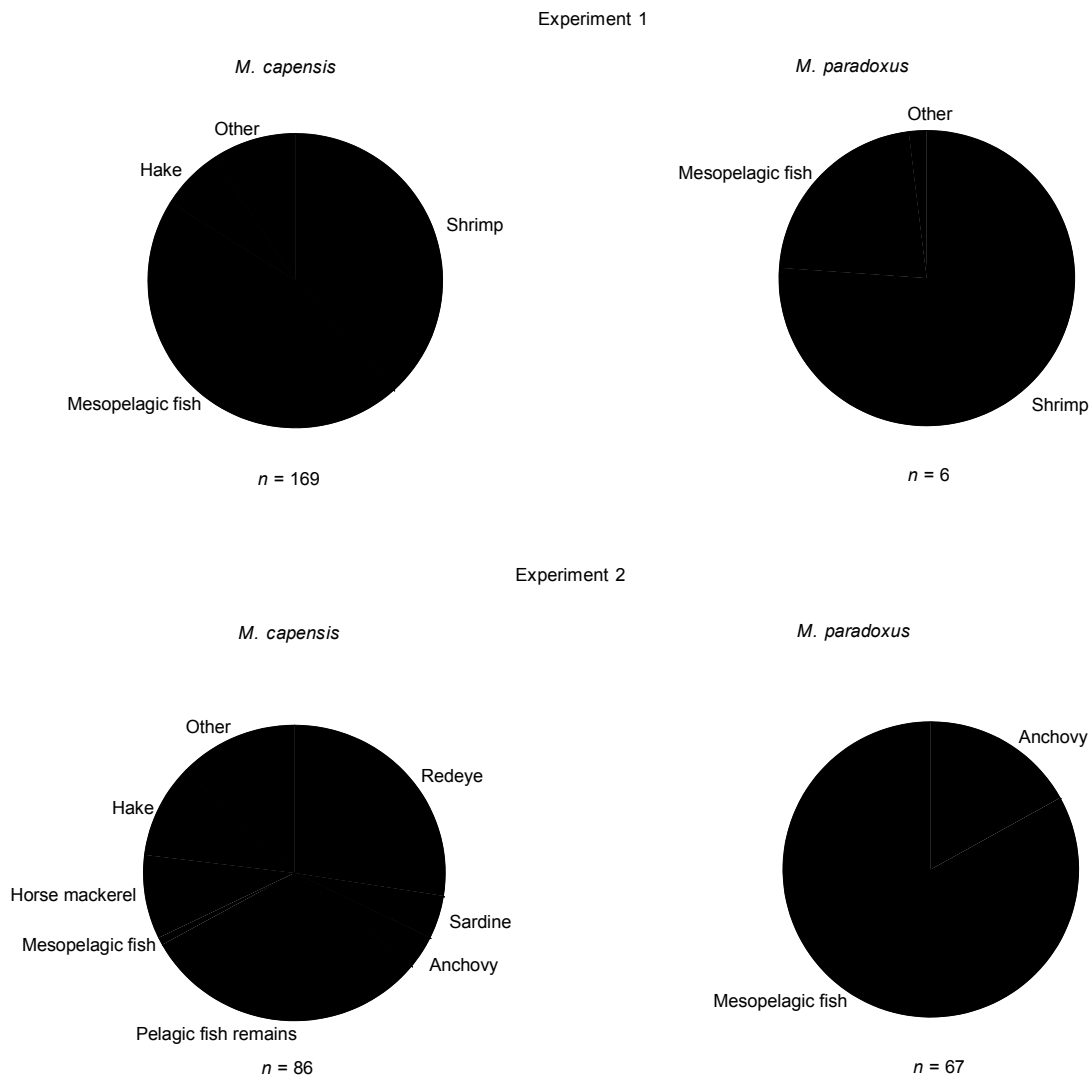 Experiment 1
M. capensis
M. paradoxus
Other
Hake
Shrimp
Mesopelagic fish
n = 169
Other
Mesopelagic fish
Shrimp
n = 6
Experiment 2
M. capensis
M. paradoxus
Other
Redeye
Hake
Horse mackerel
Sardine
Mesopelagic fish
Anchovy
Pelagic fish remains
n = 86
Anchovy
Mesopelagic fish
n = 67